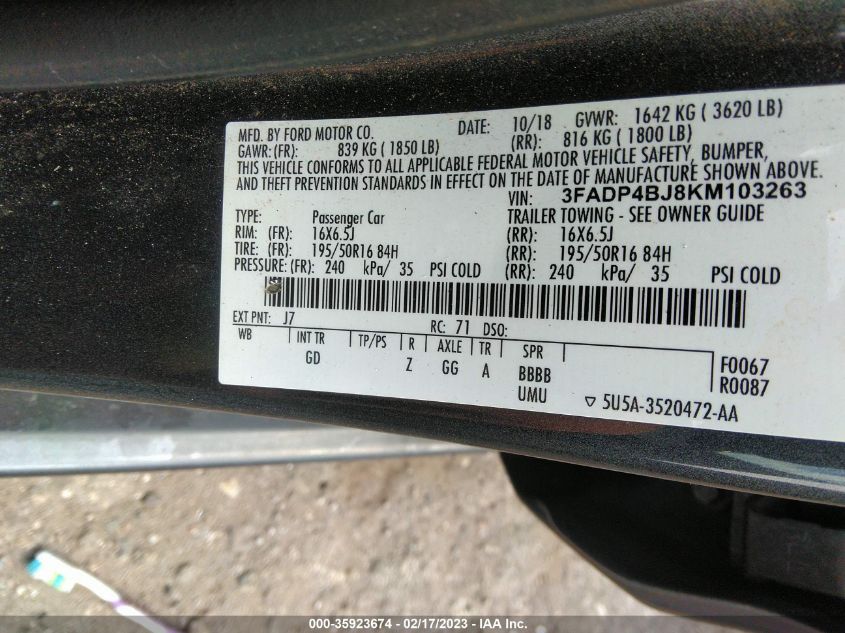 MFD. BY FORD MOTOR CO. DATE: 10/18 GVWR: 1642 KG ( 3620 LB)
GAWR:(FR): 839 KG ( 1850 LB) (RR): 816 KG ( 1800 LB)
THIS VEHICLE CONFORMS TO ALL APPLICABLE FEDERAL MOTOR VEHICLE SAFETY, BUMPER,
AND THEFT PREVENTION STANDARDS IN EFFECT ON THE DATE OF MANUFACTURE SHOWN ABOVE.
VIN: 3FADP4BJ8KM103263
TYPE: Passenger Car TRAILER TOWING - SEE OWNER GUIDE
RIM: (FR): 16X6.5J (RR): 16X6.5J
TIRE: (FR): 195/50R16 84H (RR): 195/50R16 84H
PRESSURE: (FR): 240 kPa/ 35 PSI COLD (RR): 240 kPa/ 35 PSI COLD
EXT PNT: J7 RC: 71 DSO:
WB INT TR TP/PS R AXLE TR SPR F0067
GD Z GG A BBBB R0087
UMU ▽ 5U5A-3520472-AA
000-35923674 - 02/17/2023 - IAA Inc.